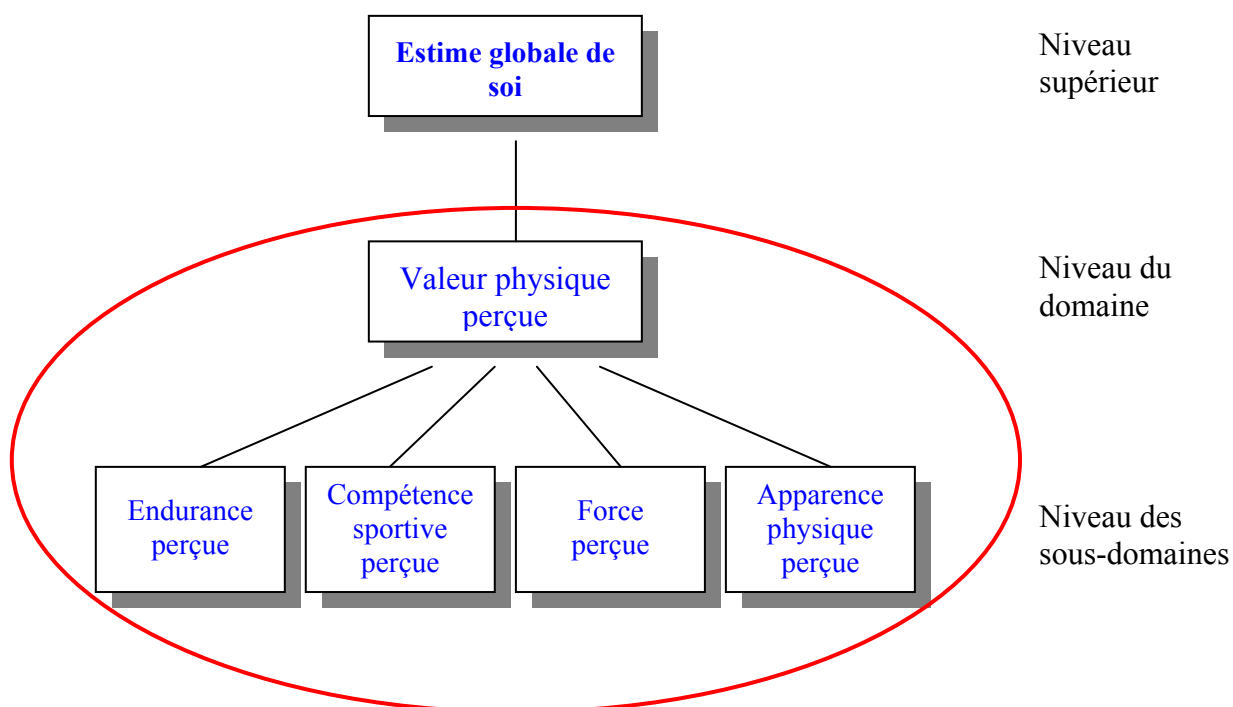 Estime globale de
soi
Niveau
supérieur
Valeur physique
perçue
Niveau du
domaine
Endurance
perçue
Compétence
sportive
perçue
Force
perçue
Apparence
physique
perçue
Niveau des
sous-domaines